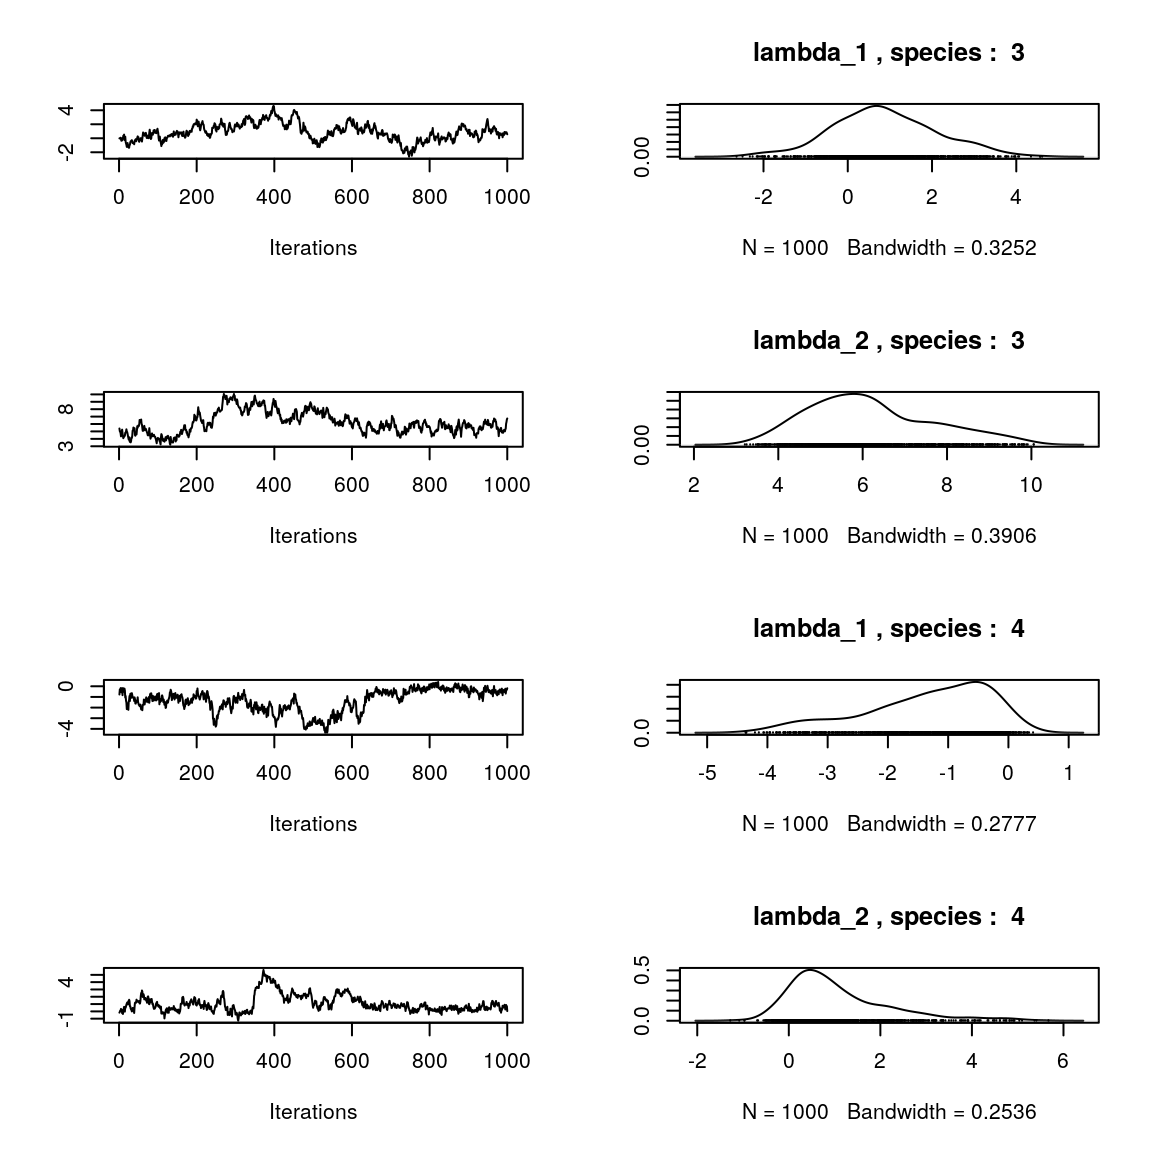 lambda_1 , species :  3
4
-2
0.00
0 200 400 600 800 1000
-2 0 2 4
Iterations
N = 1000   Bandwidth = 0.3252
lambda_2 , species :  3
8
3
0.00
0 200 400 600 800 1000
2 4 6 8 10
Iterations
N = 1000   Bandwidth = 0.3906
lambda_1 , species :  4
0
-4
0.0
0 200 400 600 800 1000
-5 -4 -3 -2 -1 0 1
Iterations
N = 1000   Bandwidth = 0.2777
lambda_2 , species :  4
4
-1
0.5
0.0
0 200 400 600 800 1000
-2 0 2 4 6
Iterations
N = 1000   Bandwidth = 0.2536